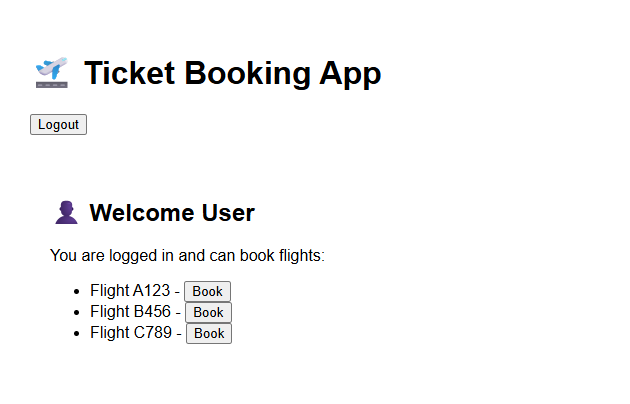 Ticket Booking App
Logout
Welcome User
You are logged in and can book flights:
Flight A123 - Book
Flight B456 - Book
Flight C789 - Book